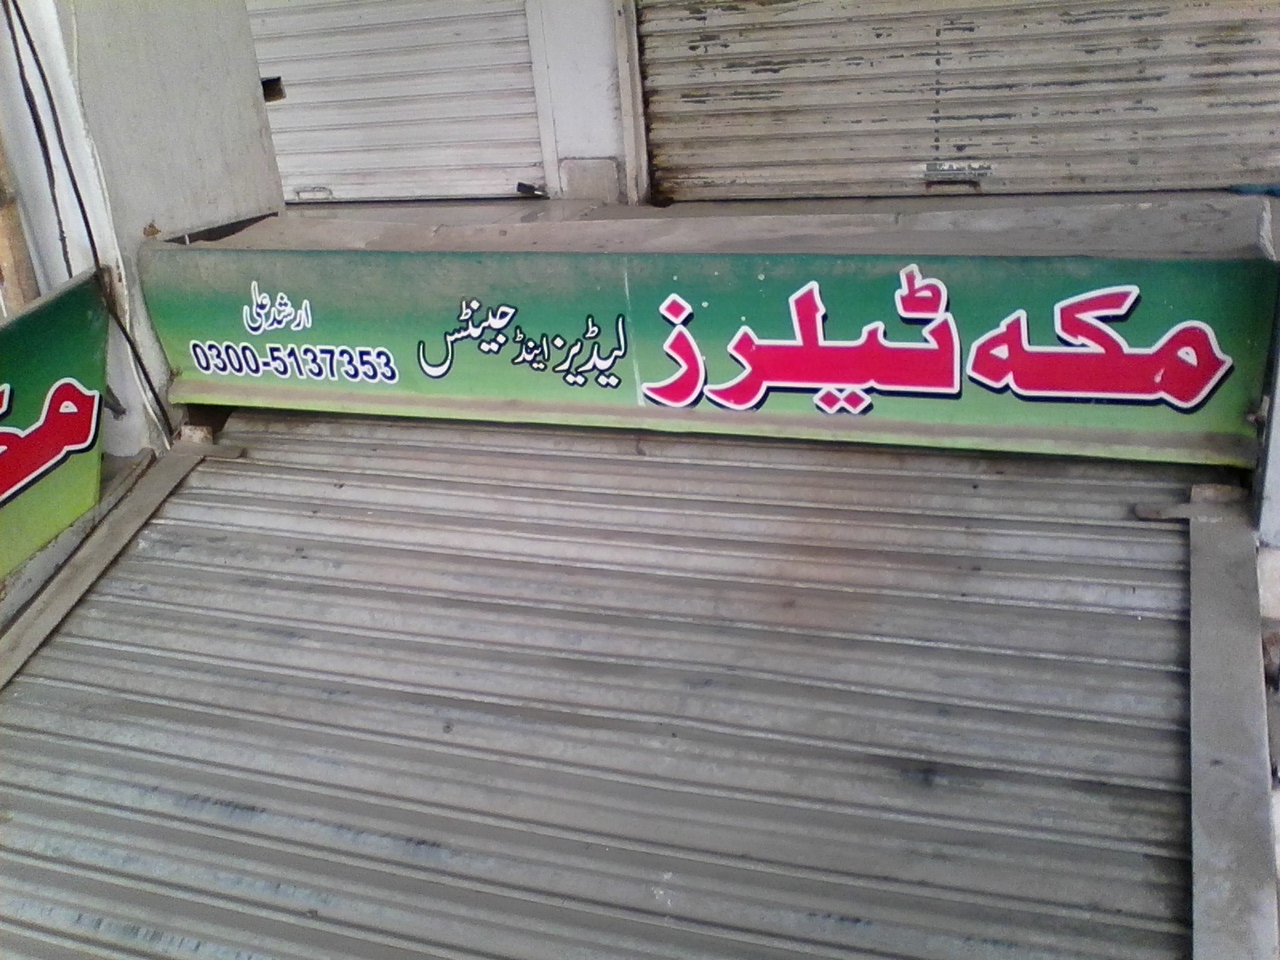 مکہ ٹیلرز
لیڈیز اینڈ جینٹس
ارشد علی
0300-5137353